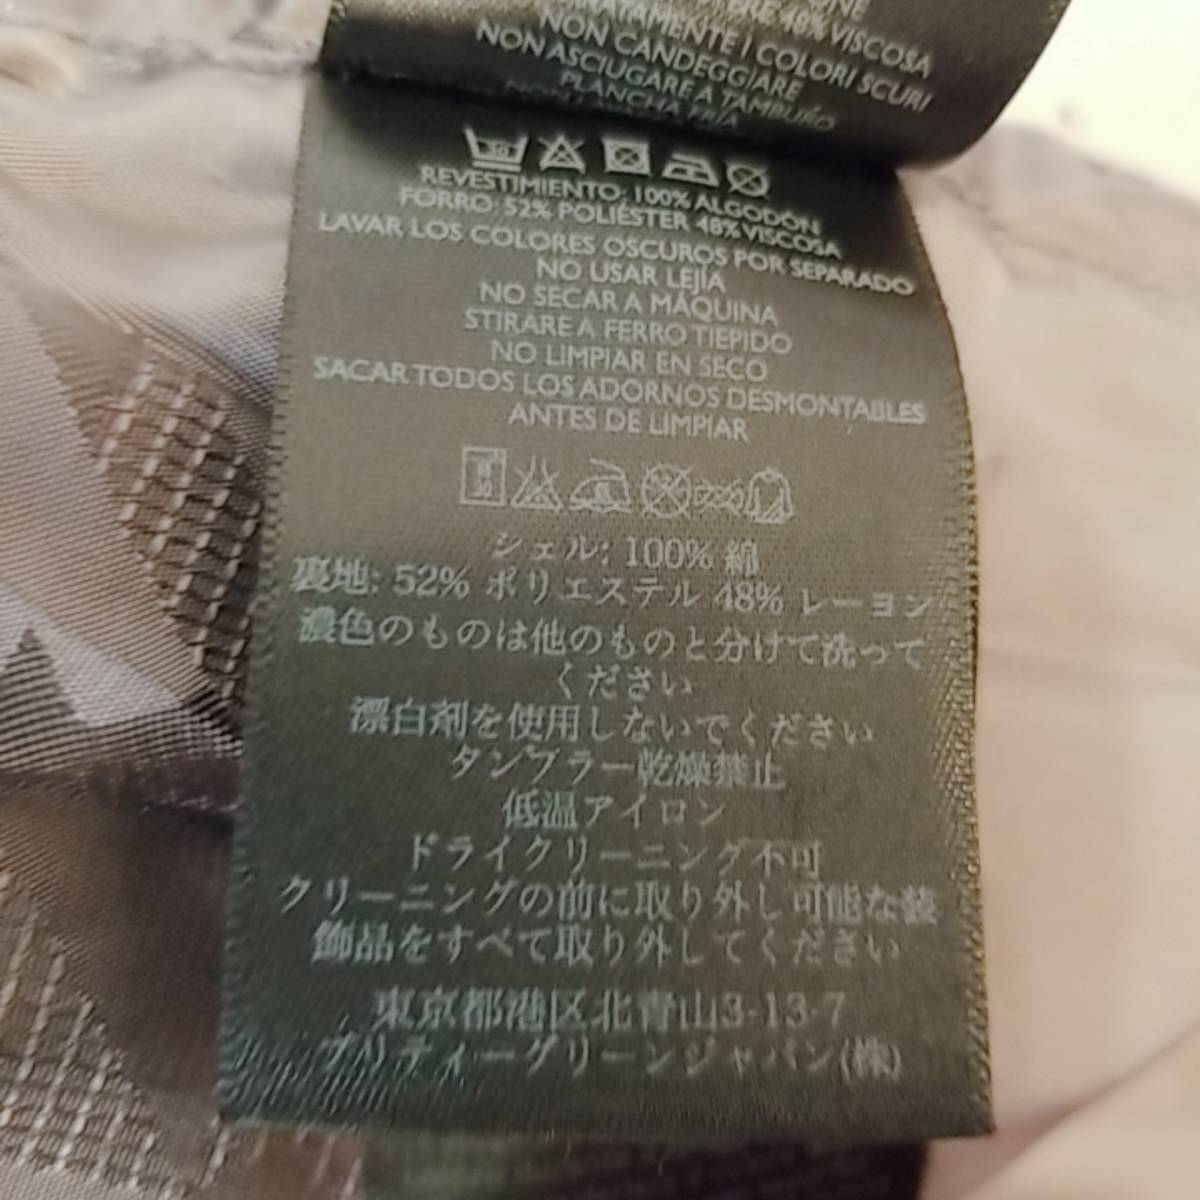 48% VISCOSA
I COLORI SCURI
NON CANDEGGIARE
NON ASCIUGARE A TAMBURO
PLANCHA FRÍA
30
REVESTIMIENTO: 100% ALGODÓN
FORRO: 52% POLIÉSTER 48% VISCOSA
LAVAR LOS COLORES OSCUROS POR SEPARADO
NO USAR LEJÍA
NO SECAR A MÁQUINA
STIRARE A FERRO TIEPIDO
NO LIMPIAR EN SECO
SACAR TODOS LOS ADORNOS DESMONTABLES
ANTES DE LIMPIAR
シェル: 100% 綿
裏地: 52% ポリエステル 48% レーヨン
濃色のものは他のものと分けて洗って
ください
漂白剤を使用しないでください
タンブラー乾燥禁止
低温アイロン
ドライクリーニング不可
クリーニングの前に取り外し可能な装
飾品をすべて取り外してください
東京都港区北青山3-13-7
プリティーグリーンジャパン(株)